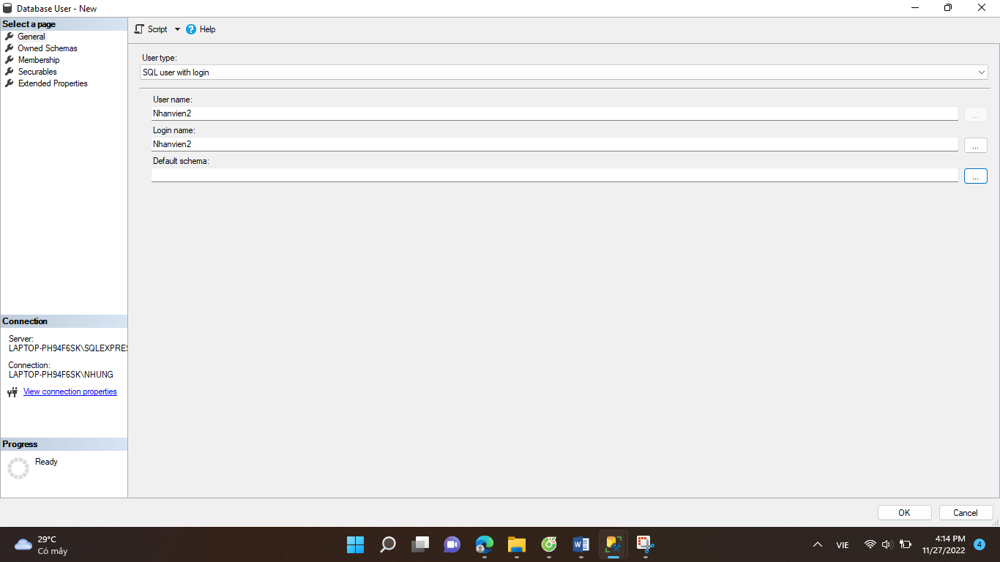 Database User - New
Select a page
General
Owned Schemas
Membership
Securables
Extended Properties
Script
Help
User type:
SQL user with login
User name:
Nhanvien2
...
Login name:
Nhanvien2
...
Default schema:
...
Connection
Server:
LAPTOP-PH94F6SK\SQLEXPRES
Connection:
LAPTOP-PH94F6SK\NHUNG
View connection properties
Progress
Ready
OK
Cancel
29°C
Có mây
VIE
4:14 PM
11/27/2022
4